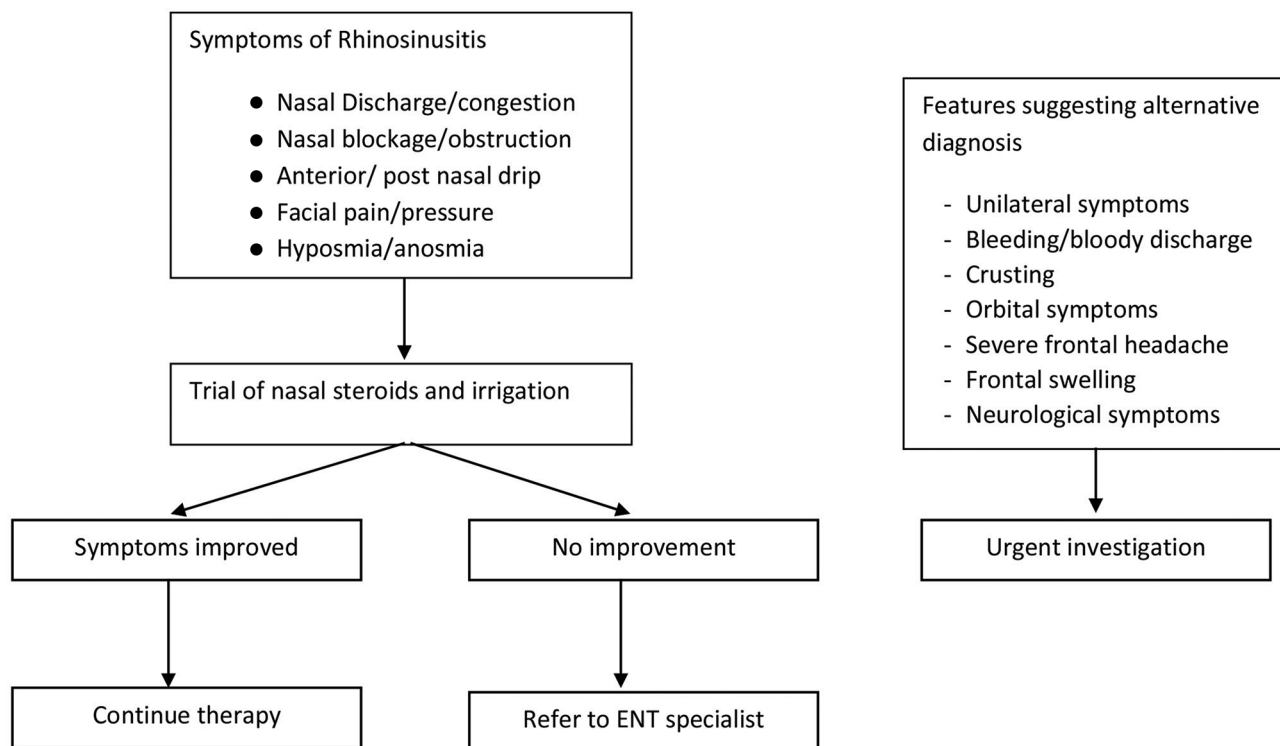 Symptoms of Rhinosinusitis
● Nasal Discharge/congestion
● Nasal blockage/obstruction
● Anterior/ post nasal drip
● Facial pain/pressure
● Hyposmia/anosmia
Trial of nasal steroids and irrigation
Symptoms improved
No improvement
Continue therapy
Refer to ENT specialist
Features suggesting alternative
diagnosis
- Unilateral symptoms
- Bleeding/bloody discharge
- Crusting
- Orbital symptoms
- Severe frontal headache
- Frontal swelling
- Neurological symptoms
Urgent investigation